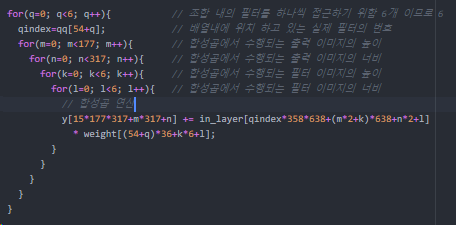 for(q=0; q<6; q++){ // 조합 내의 필터를 하나씩 접근하기 위함 6개 이므로 6
qindex=qq[54+q]; // 배열내에 위치 하고 있는 실제 필터의 번호
for(m=0; m<177; m++){ // 합성곱에서 수행되는 출력 이미지의 높이
for(n=0; n<317; n++){ // 합성곱에서 수행되는 출력 이미지의 너비
for(k=0; k<6; k++){ // 합성곱에서 수행되는 필터 이미지의 높이
for(l=0; l<6; l++){ // 합성곱에서 수행되는 필터 이미지의 너비
// 합성곱 연산
y[15*177*317+m*317+n] += in_layer[qindex*358*638+(m*2+k)*638+n*2+l]
* weight[(54+q)*36+k*6+l];
}
}
}
}
}